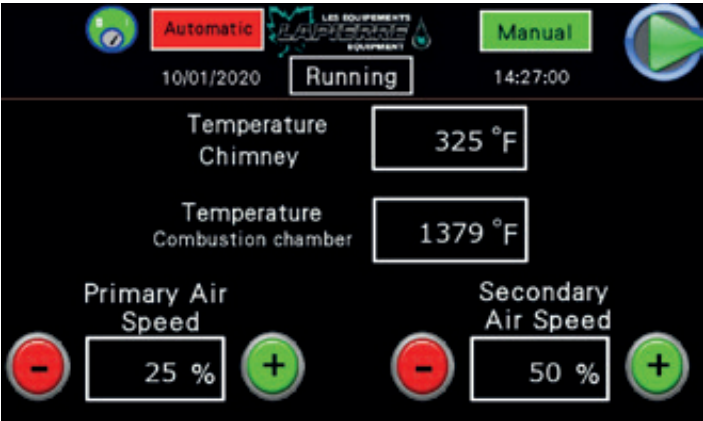 Automatic
LES EQUIPEMENTS
LAPIERRE
EQUIPMENT
Manual
10/01/2020
Running
14:27:00
Temperature
Chimney
325 °F
Temperature
Combustion chamber
1379 °F
Primary Air
Speed
- 25 % +
Secondary
Air Speed
- 50 % +